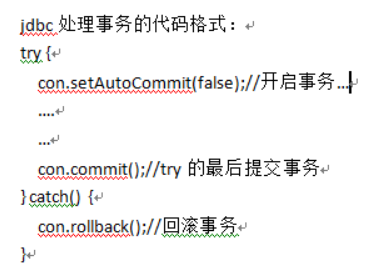 jdbc 处理事务的代码格式：
try {
con.setAutoCommit(false);//开启事务…
....
…
con.commit();//try 的最后提交事务
} catch() {
con.rollback();//回滚事务
}